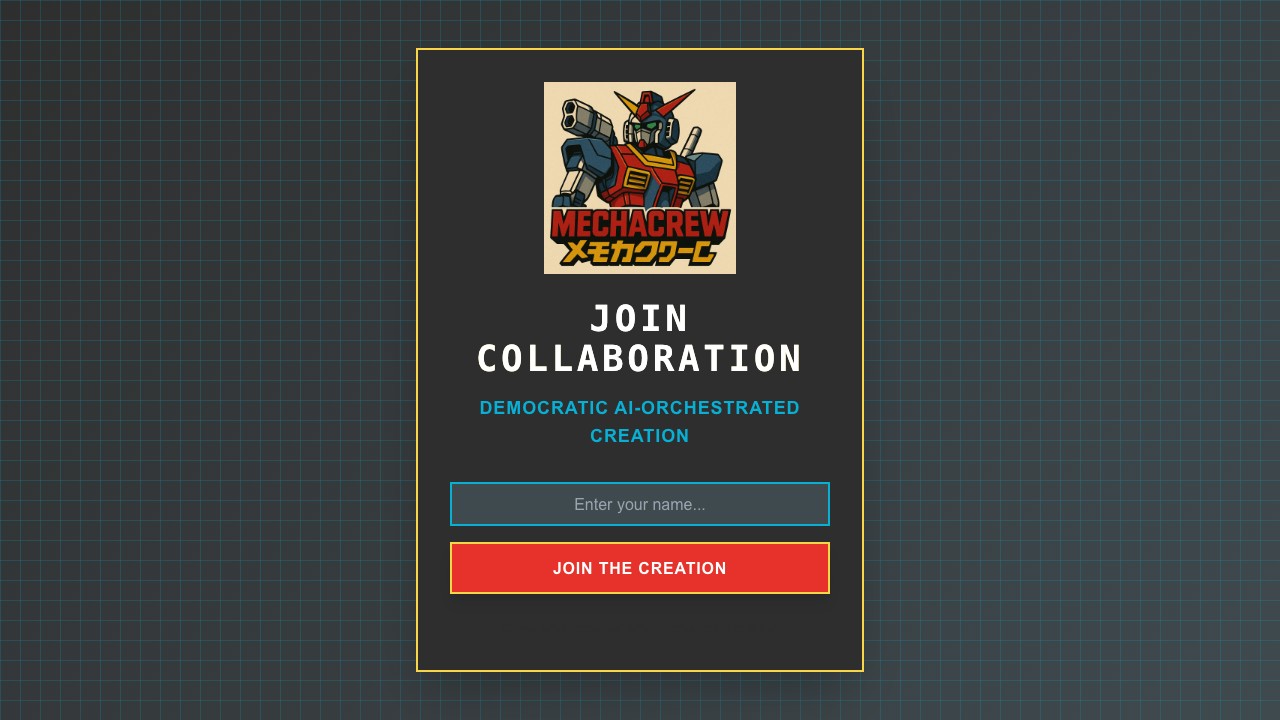 MECHACREW
メモカクワーC
JOIN
COLLABORATION
DEMOCRATIC AI-ORCHESTRATED
CREATION
Enter your name...
JOIN THE CREATION